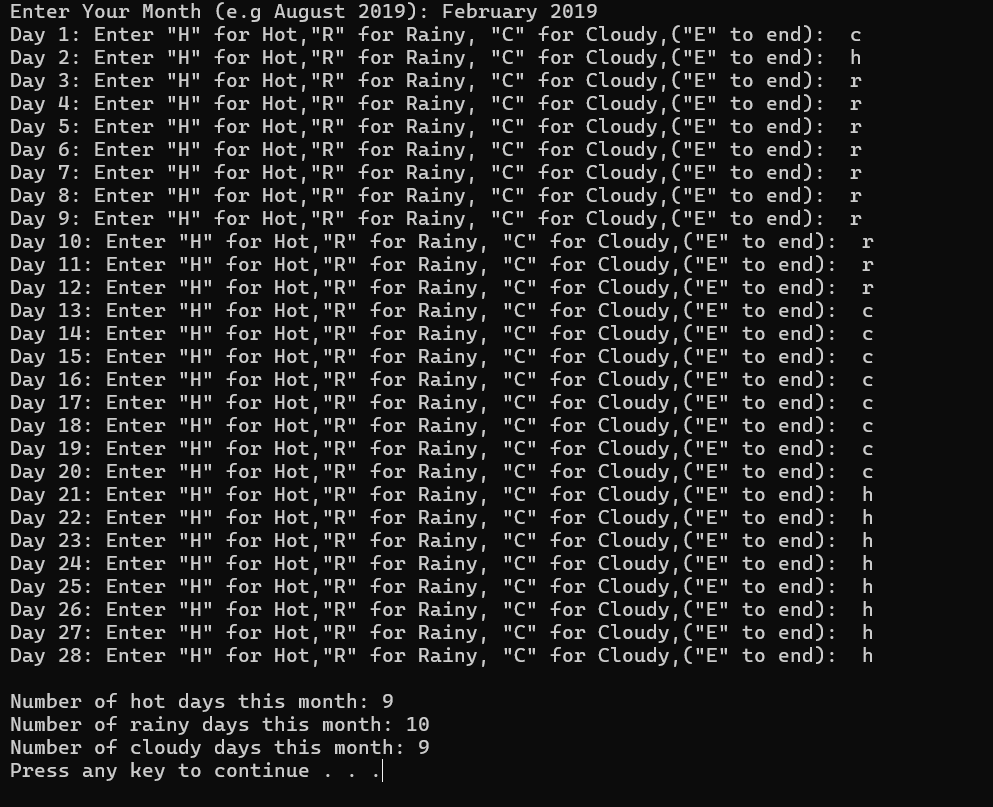 Enter Your Month (e.g August 2019): February 2019
Day 1: Enter "H" for Hot,"R" for Rainy, "C" for Cloudy,("E" to end):  c
Day 2: Enter "H" for Hot,"R" for Rainy, "C" for Cloudy,("E" to end):  h
Day 3: Enter "H" for Hot,"R" for Rainy, "C" for Cloudy,("E" to end):  r
Day 4: Enter "H" for Hot,"R" for Rainy, "C" for Cloudy,("E" to end):  r
Day 5: Enter "H" for Hot,"R" for Rainy, "C" for Cloudy,("E" to end):  r
Day 6: Enter "H" for Hot,"R" for Rainy, "C" for Cloudy,("E" to end):  r
Day 7: Enter "H" for Hot,"R" for Rainy, "C" for Cloudy,("E" to end):  r
Day 8: Enter "H" for Hot,"R" for Rainy, "C" for Cloudy,("E" to end):  r
Day 9: Enter "H" for Hot,"R" for Rainy, "C" for Cloudy,("E" to end):  r
Day 10: Enter "H" for Hot,"R" for Rainy, "C" for Cloudy,("E" to end):  r
Day 11: Enter "H" for Hot,"R" for Rainy, "C" for Cloudy,("E" to end):  r
Day 12: Enter "H" for Hot,"R" for Rainy, "C" for Cloudy,("E" to end):  r
Day 13: Enter "H" for Hot,"R" for Rainy, "C" for Cloudy,("E" to end):  c
Day 14: Enter "H" for Hot,"R" for Rainy, "C" for Cloudy,("E" to end):  c
Day 15: Enter "H" for Hot,"R" for Rainy, "C" for Cloudy,("E" to end):  c
Day 16: Enter "H" for Hot,"R" for Rainy, "C" for Cloudy,("E" to end):  c
Day 17: Enter "H" for Hot,"R" for Rainy, "C" for Cloudy,("E" to end):  c
Day 18: Enter "H" for Hot,"R" for Rainy, "C" for Cloudy,("E" to end):  c
Day 19: Enter "H" for Hot,"R" for Rainy, "C" for Cloudy,("E" to end):  c
Day 20: Enter "H" for Hot,"R" for Rainy, "C" for Cloudy,("E" to end):  c
Day 21: Enter "H" for Hot,"R" for Rainy, "C" for Cloudy,("E" to end):  h
Day 22: Enter "H" for Hot,"R" for Rainy, "C" for Cloudy,("E" to end):  h
Day 23: Enter "H" for Hot,"R" for Rainy, "C" for Cloudy,("E" to end):  h
Day 24: Enter "H" for Hot,"R" for Rainy, "C" for Cloudy,("E" to end):  h
Day 25: Enter "H" for Hot,"R" for Rainy, "C" for Cloudy,("E" to end):  h
Day 26: Enter "H" for Hot,"R" for Rainy, "C" for Cloudy,("E" to end):  h
Day 27: Enter "H" for Hot,"R" for Rainy, "C" for Cloudy,("E" to end):  h
Day 28: Enter "H" for Hot,"R" for Rainy, "C" for Cloudy,("E" to end):  h
Number of hot days this month: 9
Number of rainy days this month: 10
Number of cloudy days this month: 9
Press any key to continue . . .